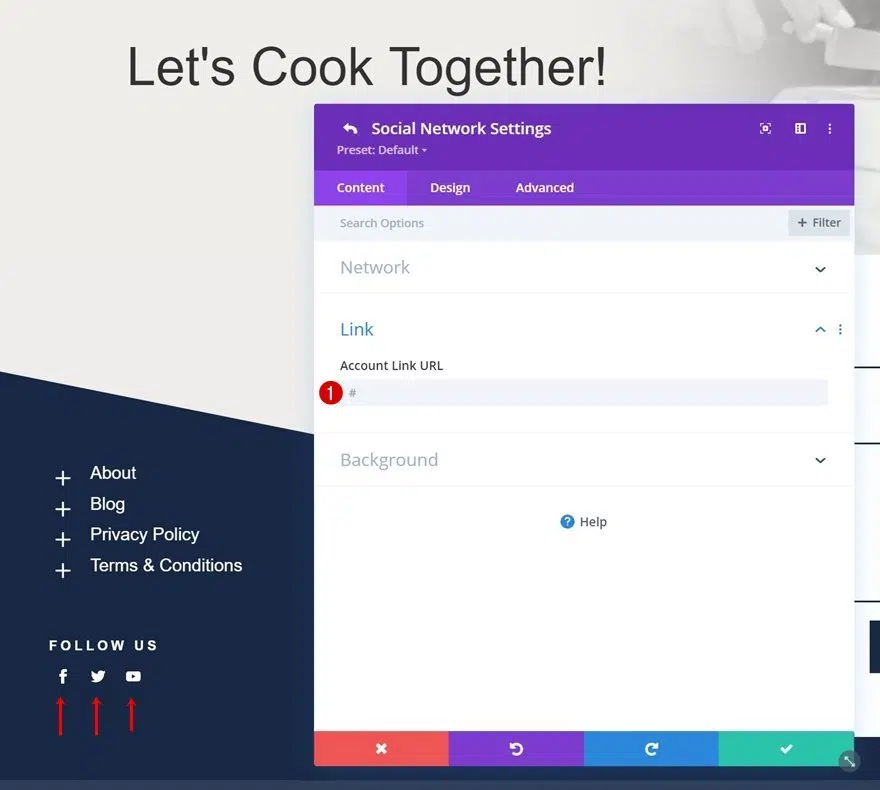 Let's Cook Together!
Social Network Settings
Preset: Default
Content Design Advanced
Search Options
+ Filter
Network
Link
Account Link URL
1 #
Background
? Help
About
Blog
Privacy Policy
Terms & Conditions
FOLLOW US